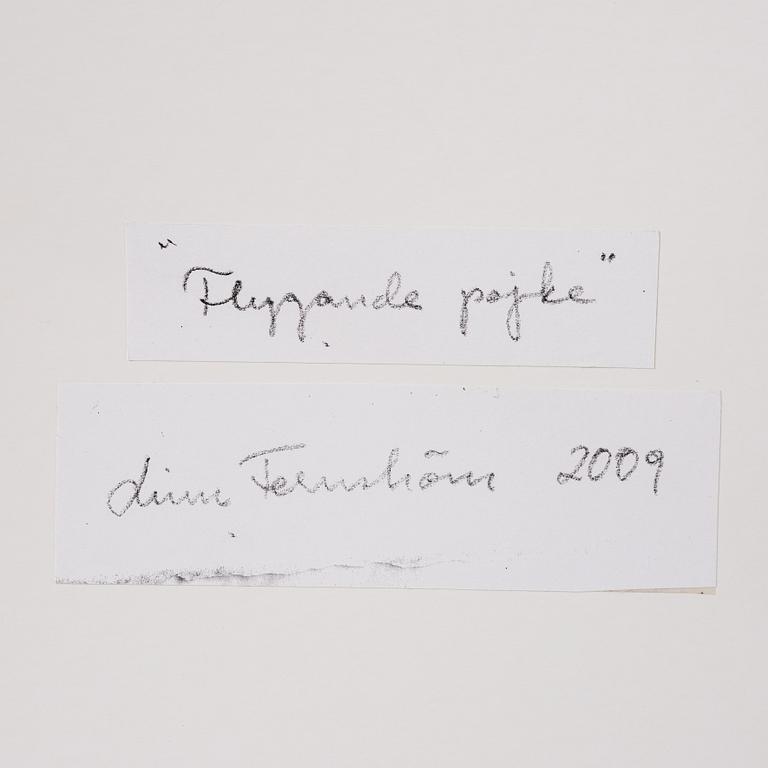 "Flygande pojke"
Linn Fernström 2009